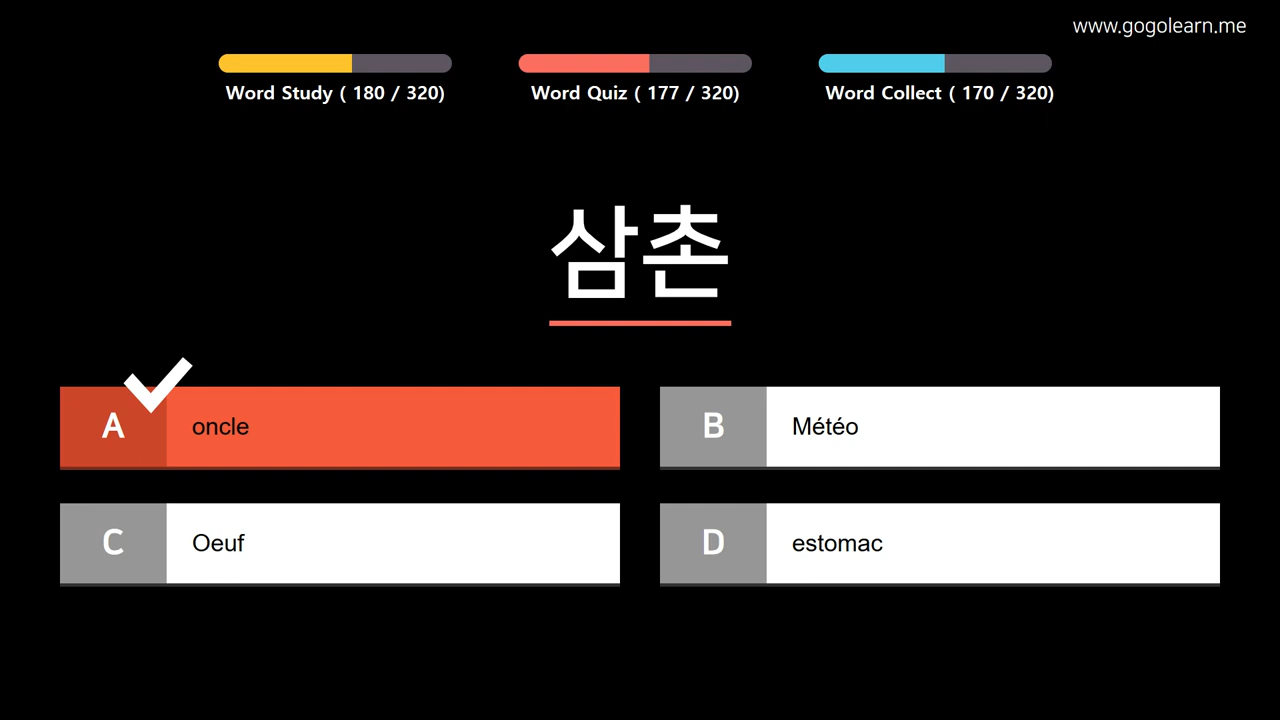 www.gogolearn.me
Word Study ( 180 / 320)
Word Quiz ( 177 / 320)
Word Collect ( 170 / 320)
삼촌
A oncle
B Météo
C Oeuf
D estomac